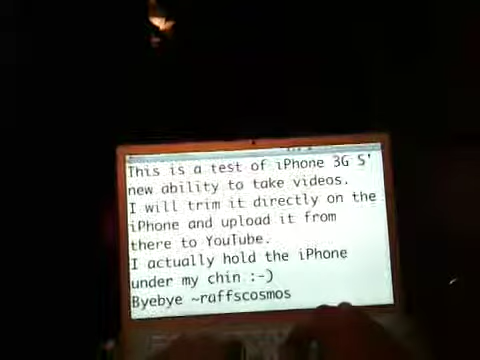 This is a test of iPhone 3G S'
new ability to take videos.
I will trim it directly on the
iPhone and upload it from
there to YouTube.
I actually hold the iPhone
under my chin :-)
Byebye ~raffscosmos